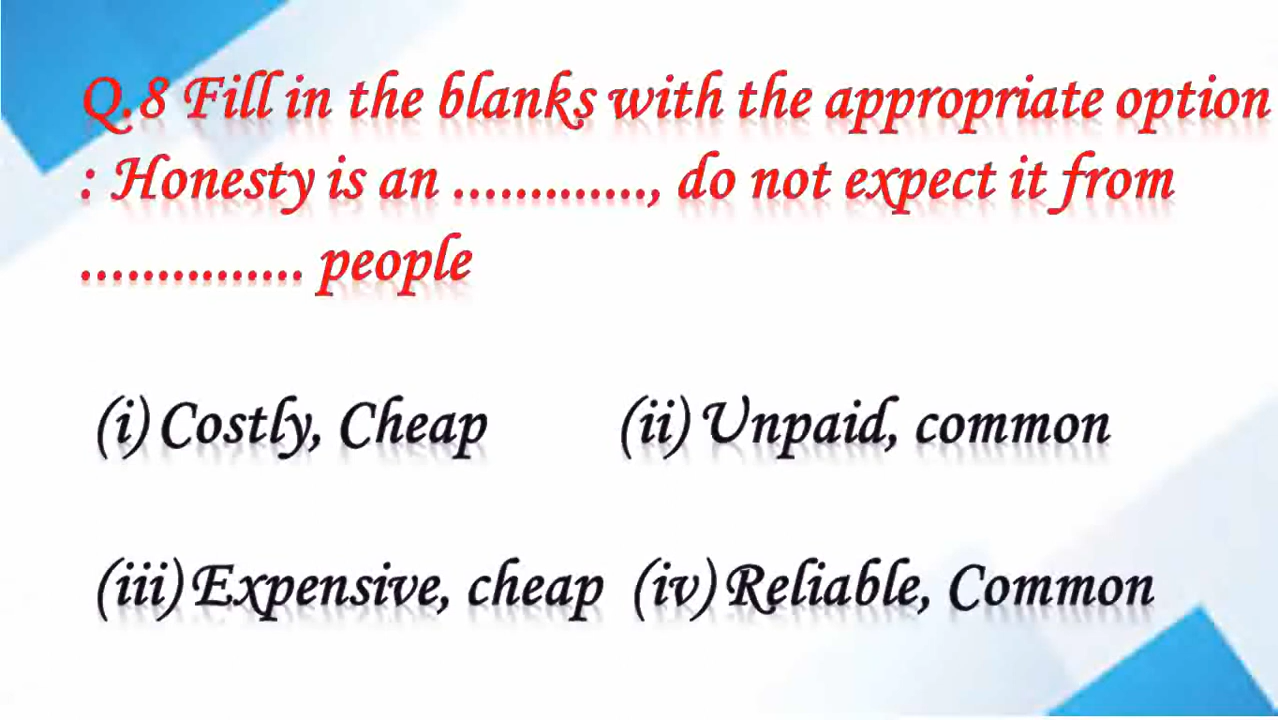 Q.8 Fill in the blanks with the appropriate option
: Honesty is an ............., do not expect it from
............... people
(i) Costly, Cheap (ii) Unpaid, common
(iii) Expensive, cheap (iv) Reliable, Common